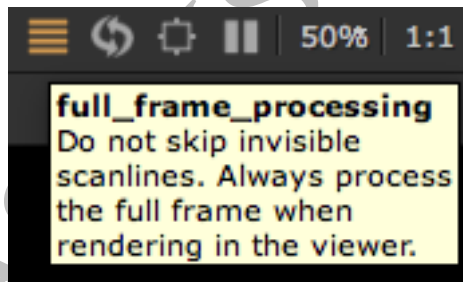 50% 1:1
full_frame_processing
Do not skip invisible
scanlines. Always process
the full frame when
rendering in the viewer.